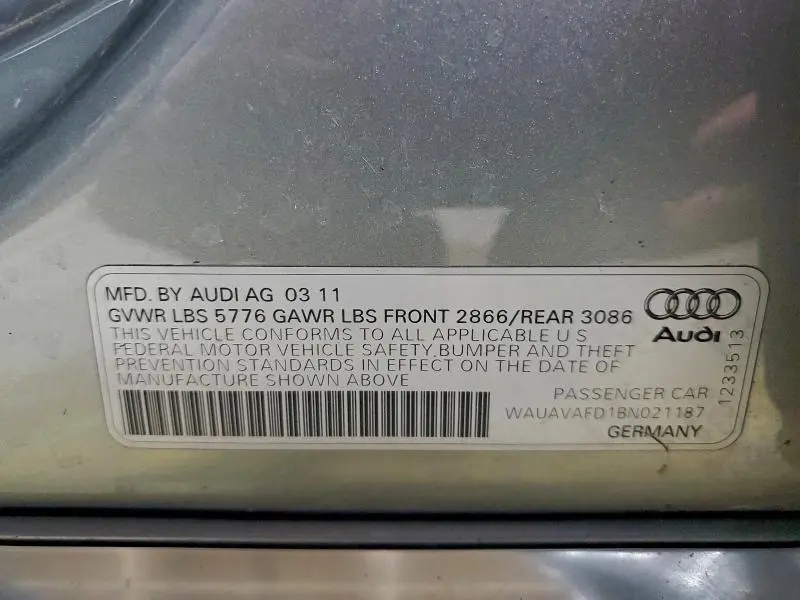 MFD. BY AUDI AG 03 11
GVWR LBS 5776 GAWR LBS FRONT 2866/REAR 3086
THIS VEHICLE CONFORMS TO ALL APPLICABLE U S
FEDERAL MOTOR VEHICLE SAFETY, BUMPER AND THEFT
PREVENTION STANDARDS IN EFFECT ON THE DATE OF
MANUFACTURE SHOWN ABOVE
PASSENGER CAR
WAUAVAFD1BN021187
GERMANY
Audi
1233513